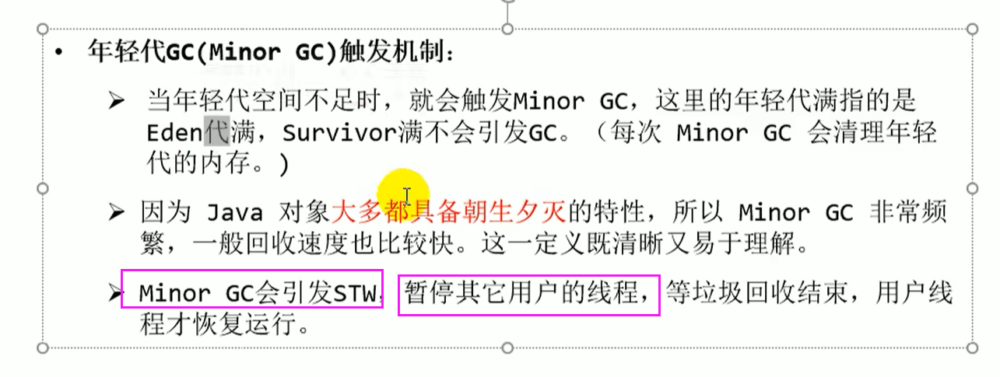 • 年轻代GC(Minor GC)触发机制：
➢ 当年轻代空间不足时，就会触发Minor GC，这里的年轻代满指的是
Eden代满，Survivor满不会引发GC。（每次 Minor GC 会清理年轻
代的内存。)
➢ 因为 Java 对象大多都具备朝生夕灭的特性，所以 Minor GC 非常频
繁，一般回收速度也比较快。这一定义既清晰又易于理解。
➢ Minor GC会引发STW，暂停其它用户的线程，等垃圾回收结束，用户线
程才恢复运行。